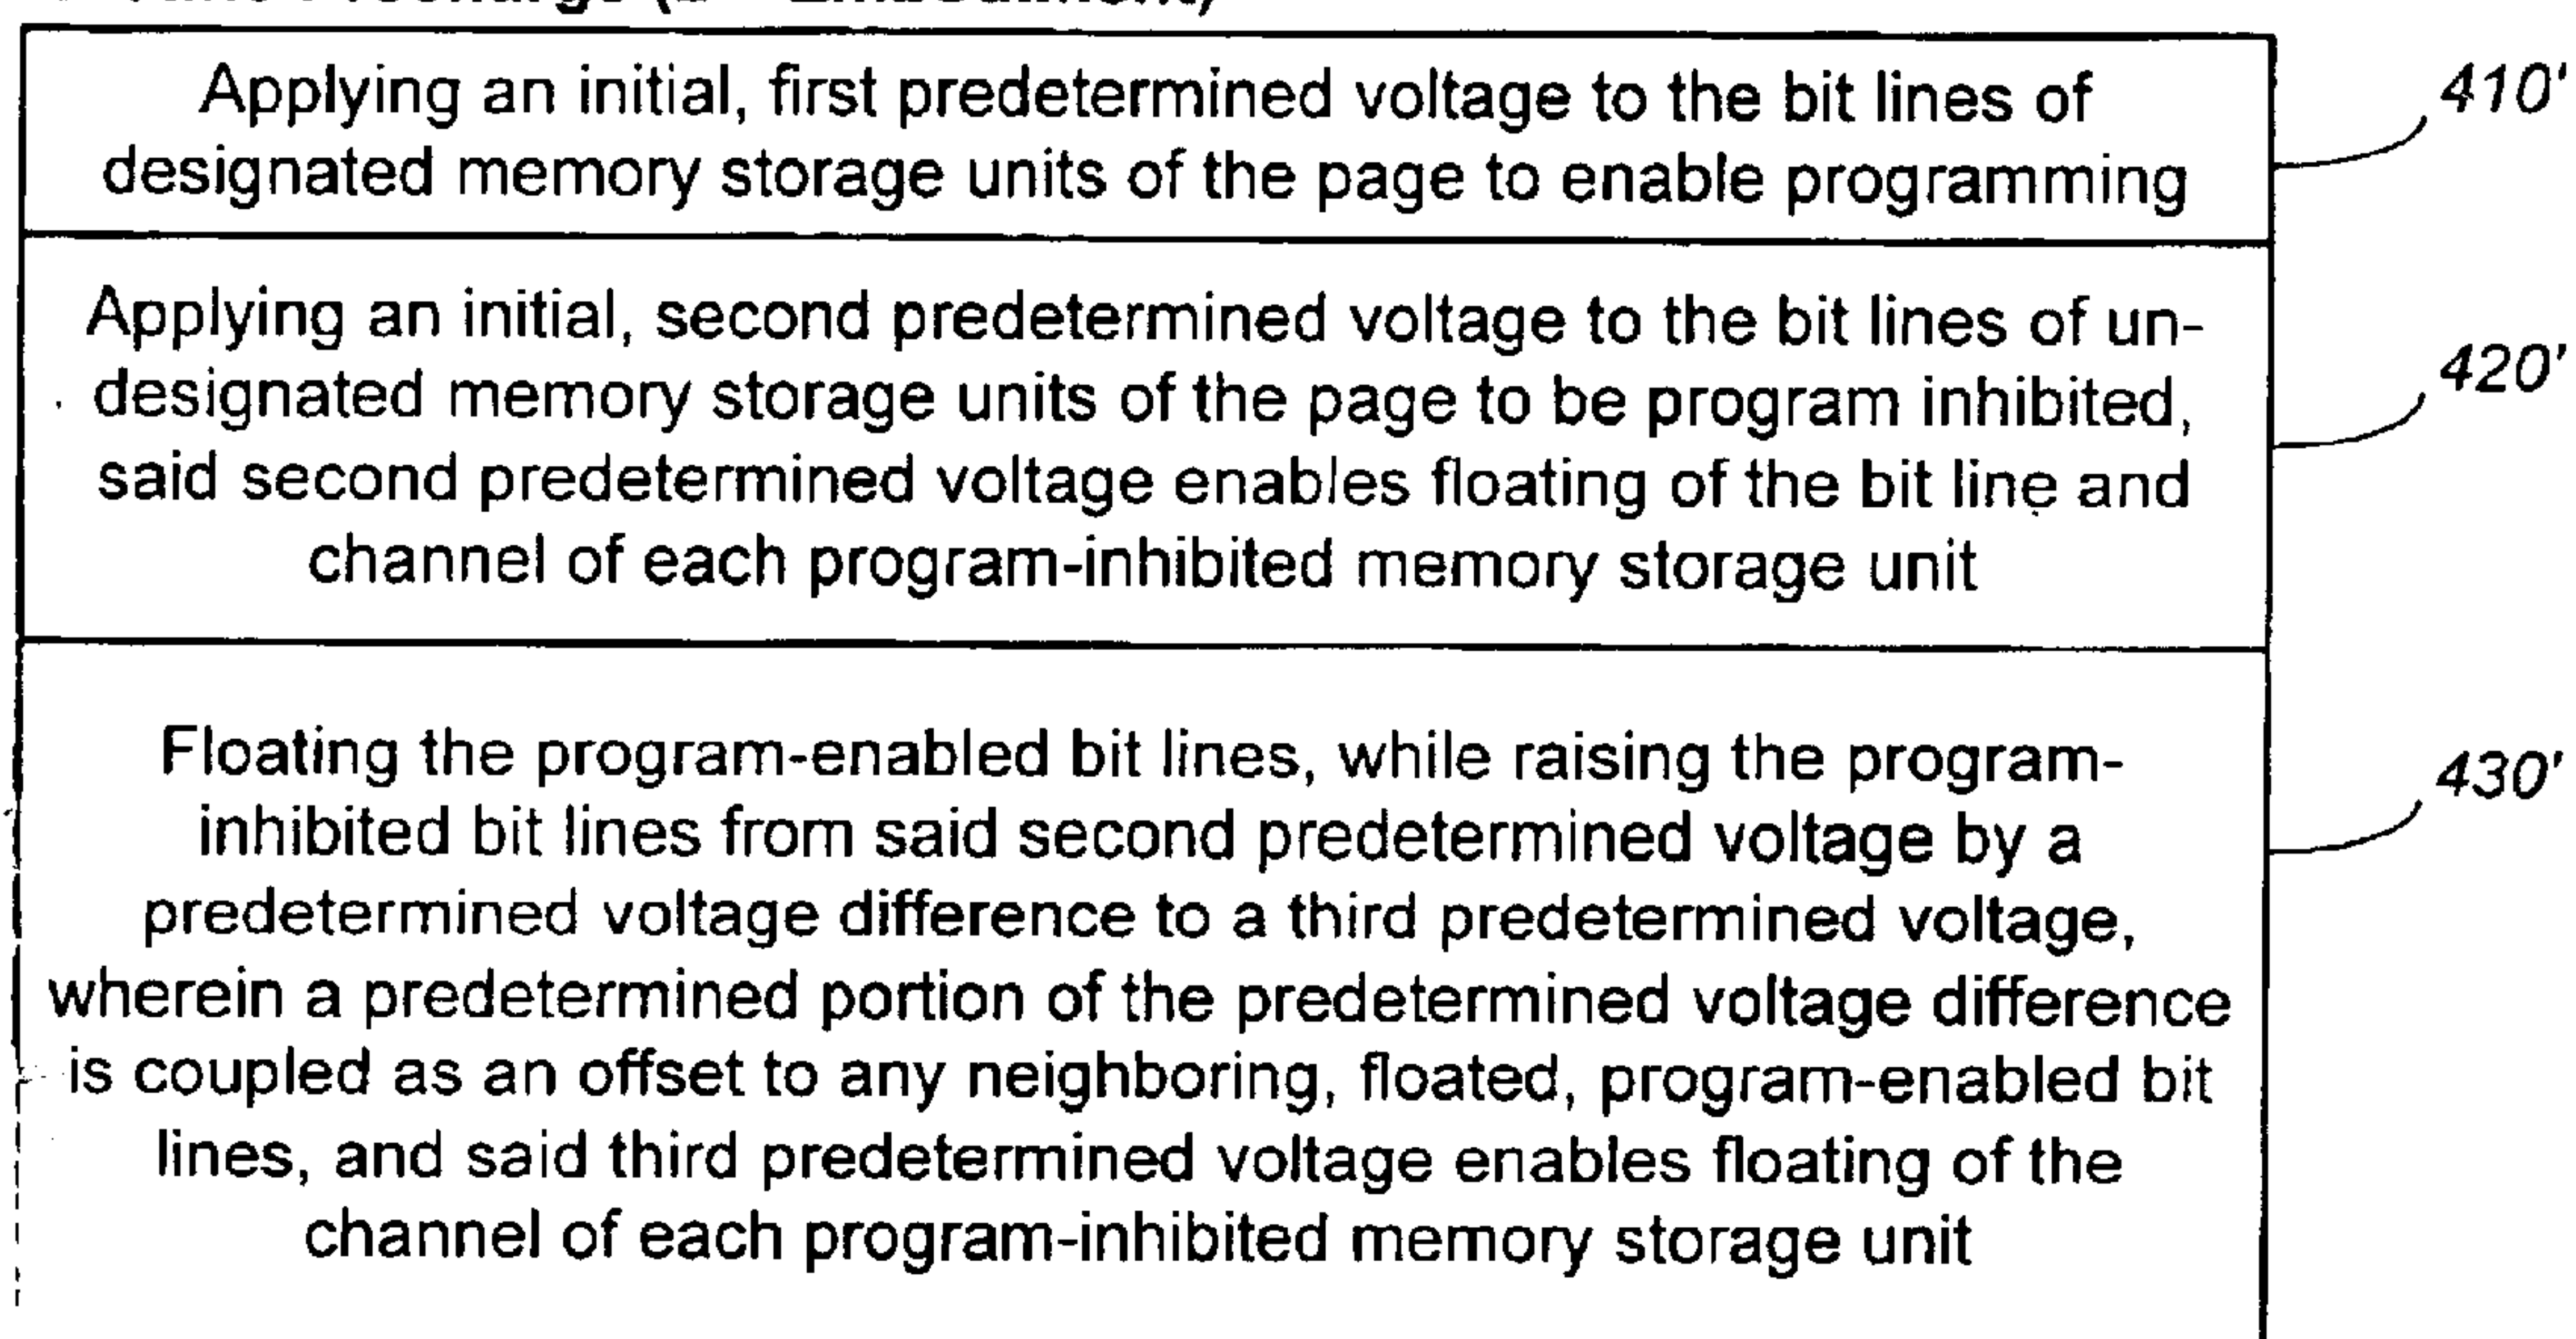 Applying an initial, first predetermined voltage to the bit lines of
designated memory storage units of the page to enable programming
410'
Applying an initial, second predetermined voltage to the bit lines of un-
designated memory storage units of the page to be program inhibited,
said second predetermined voltage enables floating of the bit line and
channel of each program-inhibited memory storage unit
420'
Floating the program-enabled bit lines, while raising the program-
inhibited bit lines from said second predetermined voltage by a
predetermined voltage difference to a third predetermined voltage,
wherein a predetermined portion of the predetermined voltage difference
is coupled as an offset to any neighboring, floated, program-enabled bit
lines, and said third predetermined voltage enables floating of the
channel of each program-inhibited memory storage unit
430'